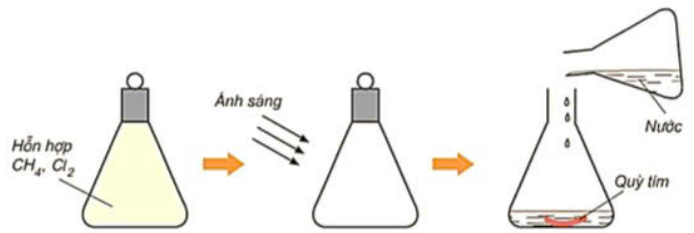 Hỗn hợp
CH₄, Cl₂
Ánh sáng
Nước
Quỳ tím